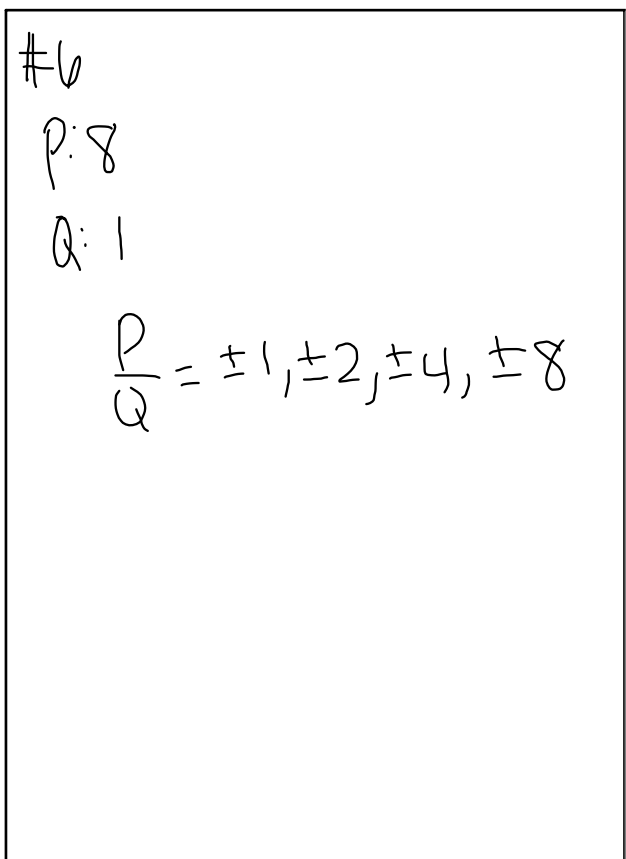 #6
P: 8
Q: 1
P/Q = ±1, ±2, ±4, ±8